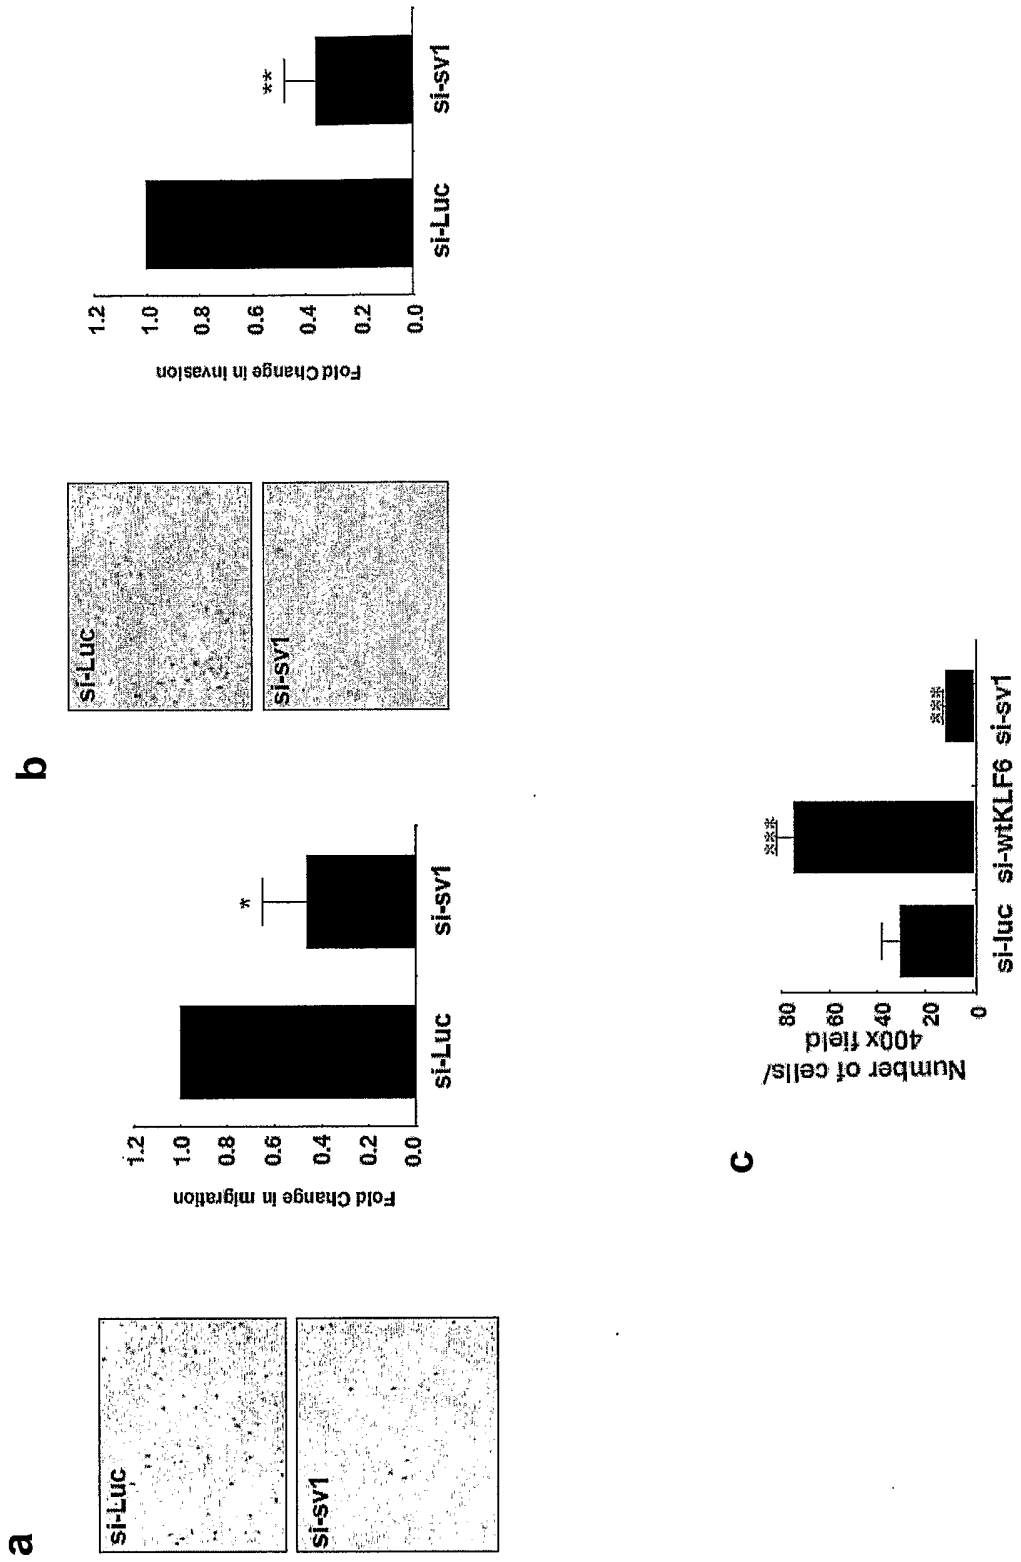 a
si-Luc
si-sv1
Fold Change in migration
1.2
1.0
0.8
0.6
0.4
0.2
0.0
*
si-Luc
si-sv1
b
si-Luc
si-sv1
Fold Change in invasion
1.2
1.0
0.8
0.6
0.4
0.2
0.0
**
si-Luc
si-sv1
c
Number of cells/
400x field
80
60
40
20
0
***
***
si-luc si-wtKLF6 si-sv1